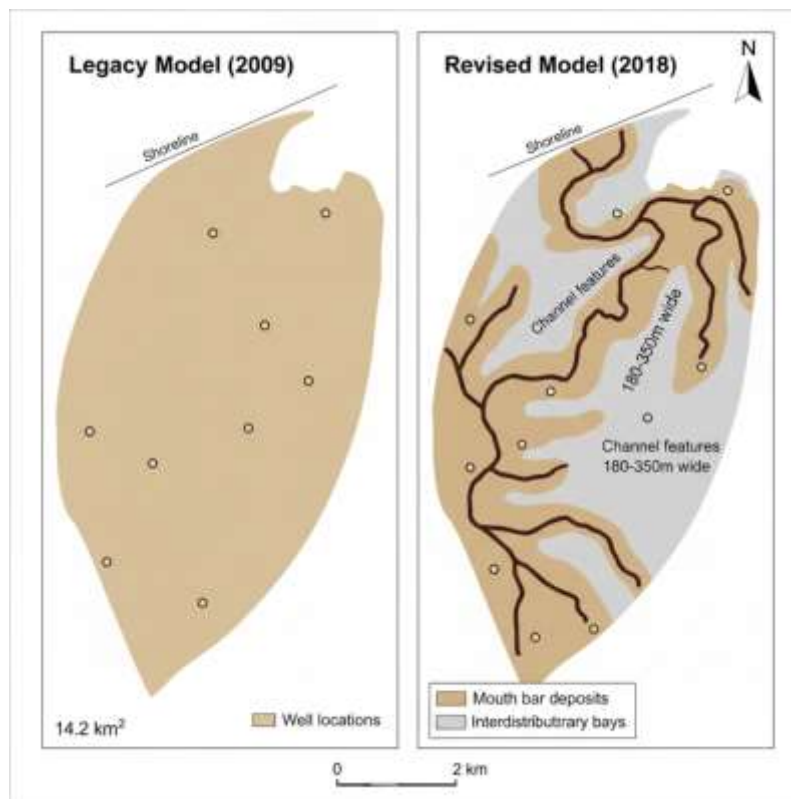 Legacy Model (2009)
Shoreline
14.2 km²
Well locations
Revised Model (2018)
N
Shoreline
Channel features
180-350m wide
Channel features
180-350m wide
Mouth bar deposits
Interdistributrary bays
0 2 km